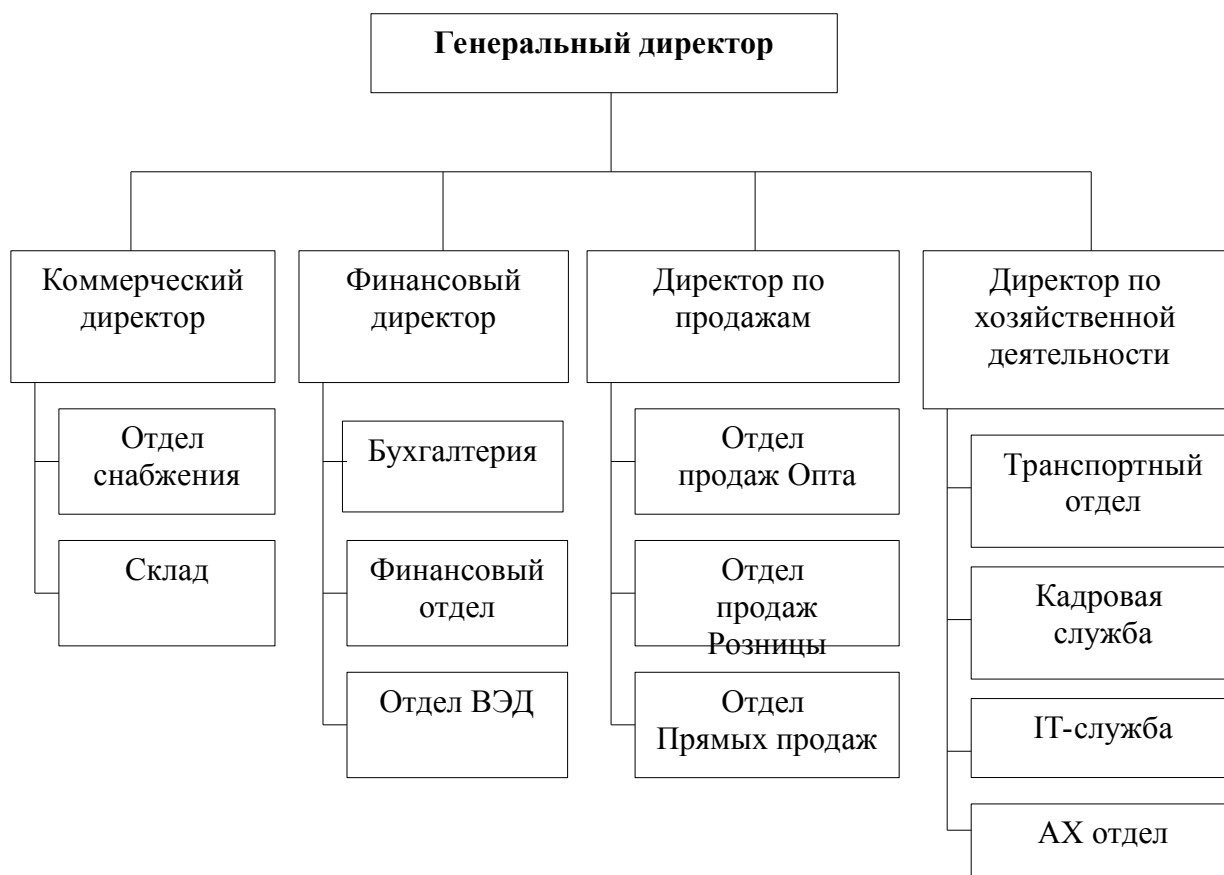 Генеральный директор
Коммерческий
директор
Финансовый
директор
Директор по
продажам
Директор по
хозяйственной
деятельности
Отдел
снабжения
Склад
Бухгалтерия
Финансовый
отдел
Отдел ВЭД
Отдел
продаж Опта
Отдел
продаж
Розницы
Отдел
Прямых продаж
Транспортный
отдел
Кадровая
служба
IT-служба
АХ отдел